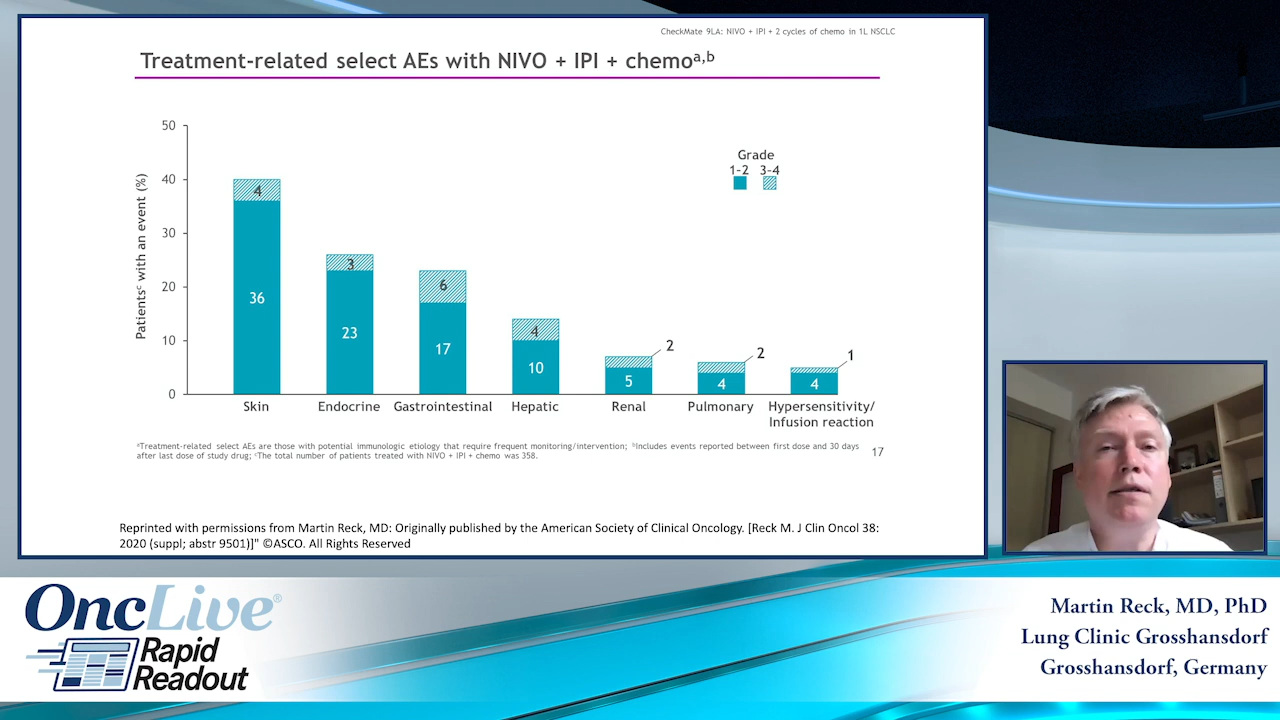 CheckMate 9LA: NIVO + IPI + 2 cycles of chemo in 1L NSCLC
Treatment-related select AEs with NIVO + IPI + chemoᵃ,ᵇ
Patientsᶜ with an event (%)
50
40
30
20
10
0
Grade
1–2 3–4
4
36
3
23
6
17
4
10
2
5
2
4
1
4
Skin
Endocrine
Gastrointestinal
Hepatic
Renal
Pulmonary
Hypersensitivity/
Infusion reaction
ᵃTreatment-related select AEs are those with potential immunologic etiology that require frequent monitoring/intervention; ᵇIncludes events reported between first dose and 30 days
after last dose of study drug; ᶜThe total number of patients treated with NIVO + IPI + chemo was 358.
17
Reprinted with permissions from Martin Reck, MD: Originally published by the American Society of Clinical Oncology. [Reck M. J Clin Oncol 38:
2020 (suppl; abstr 9501)]" ©ASCO. All Rights Reserved
OncLive®
Rapid
Readout
Martin Reck, MD, PhD
Lung Clinic Grosshansdorf
Grosshansdorf, Germany